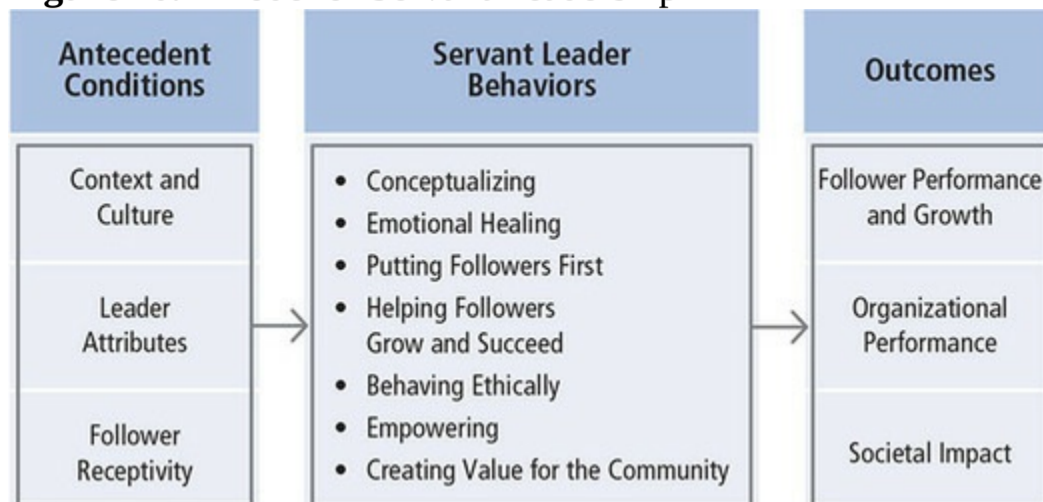 Antecedent
Conditions
Context and
Culture
Leader
Attributes
Follower
Receptivity
Servant Leader
Behaviors
• Conceptualizing
• Emotional Healing
• Putting Followers First
• Helping Followers
Grow and Succeed
• Behaving Ethically
• Empowering
• Creating Value for the Community
Outcomes
Follower Performance
and Growth
Organizational
Performance
Societal Impact